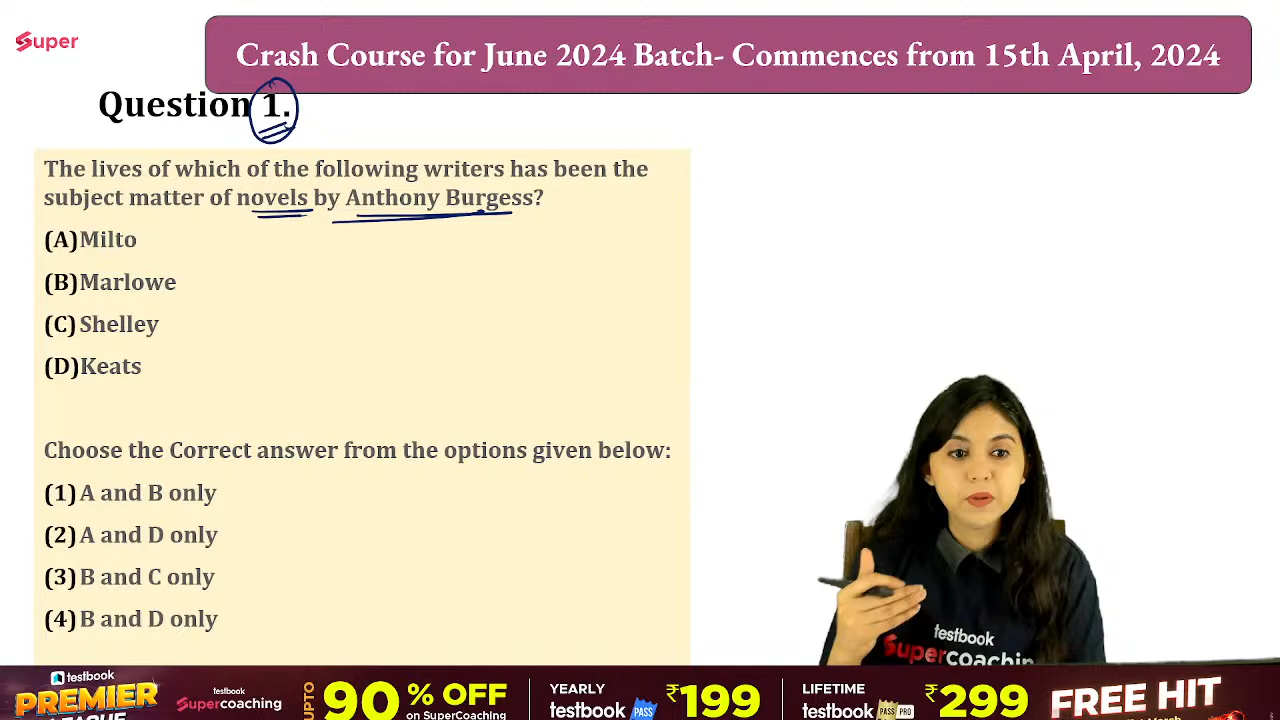 Super
Crash Course for June 2024 Batch- Commences from 15th April, 2024
Question 1.
The lives of which of the following writers has been the
subject matter of novels by Anthony Burgess?
(A)Milto
(B)Marlowe
(C)Shelley
(D)Keats
Choose the Correct answer from the options given below:
(1)A and B only
(2)A and D only
(3)B and C only
(4)B and D only
testbook
Supercoaching
testbook
PREMIER
LEAGUE
testbook
Supercoaching
UPTO
90% OFF
on SuperCoaching
YEARLY
testbook PASS
₹199
LIFETIME
testbook PASS PRO
₹299
FREE HIT
March